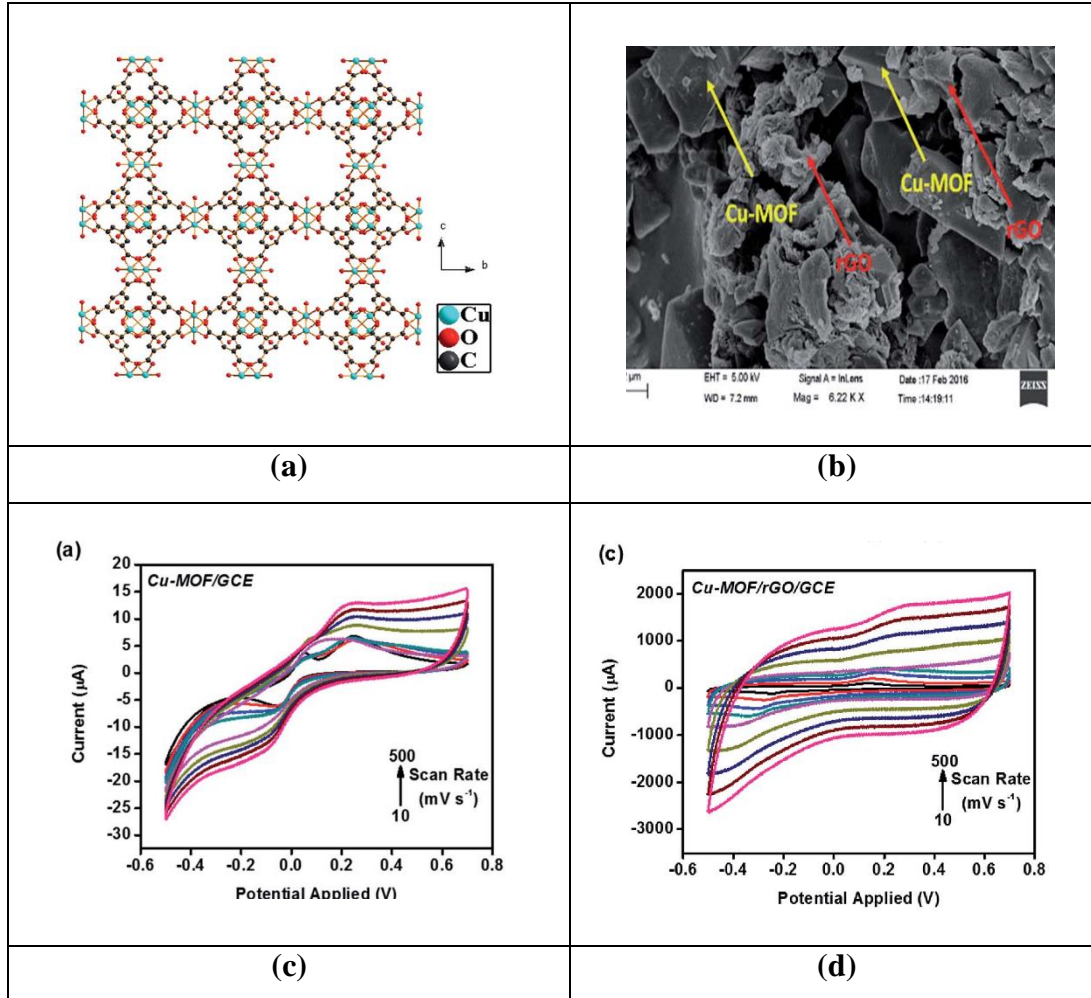 c
b
Cu
O
C
Cu-MOF
Cu-MOF
rGO
rGO
µm
EHT = 5.00 kV Signal A = InLens Date :17 Feb 2016
WD = 7.2 mm Mag = 6.22 K X Time :14:19:11
ZEISS
(a) (b)
(a)
Cu-MOF/GCE
Current (µA)
20
15
10
5
0
-5
-10
-15
-20
-25
-30
500
Scan Rate
(mV s⁻¹)
10
-0.6 -0.4 -0.2 0.0 0.2 0.4 0.6 0.8
Potential Applied (V)
(c)
Cu-MOF/rGO/GCE
Current (µA)
2000
1000
0
-1000
-2000
-3000
500
Scan Rate
(mV s⁻¹)
10
-0.6 -0.4 -0.2 0.0 0.2 0.4 0.6 0.8
Potential Applied (V)
(c) (d)